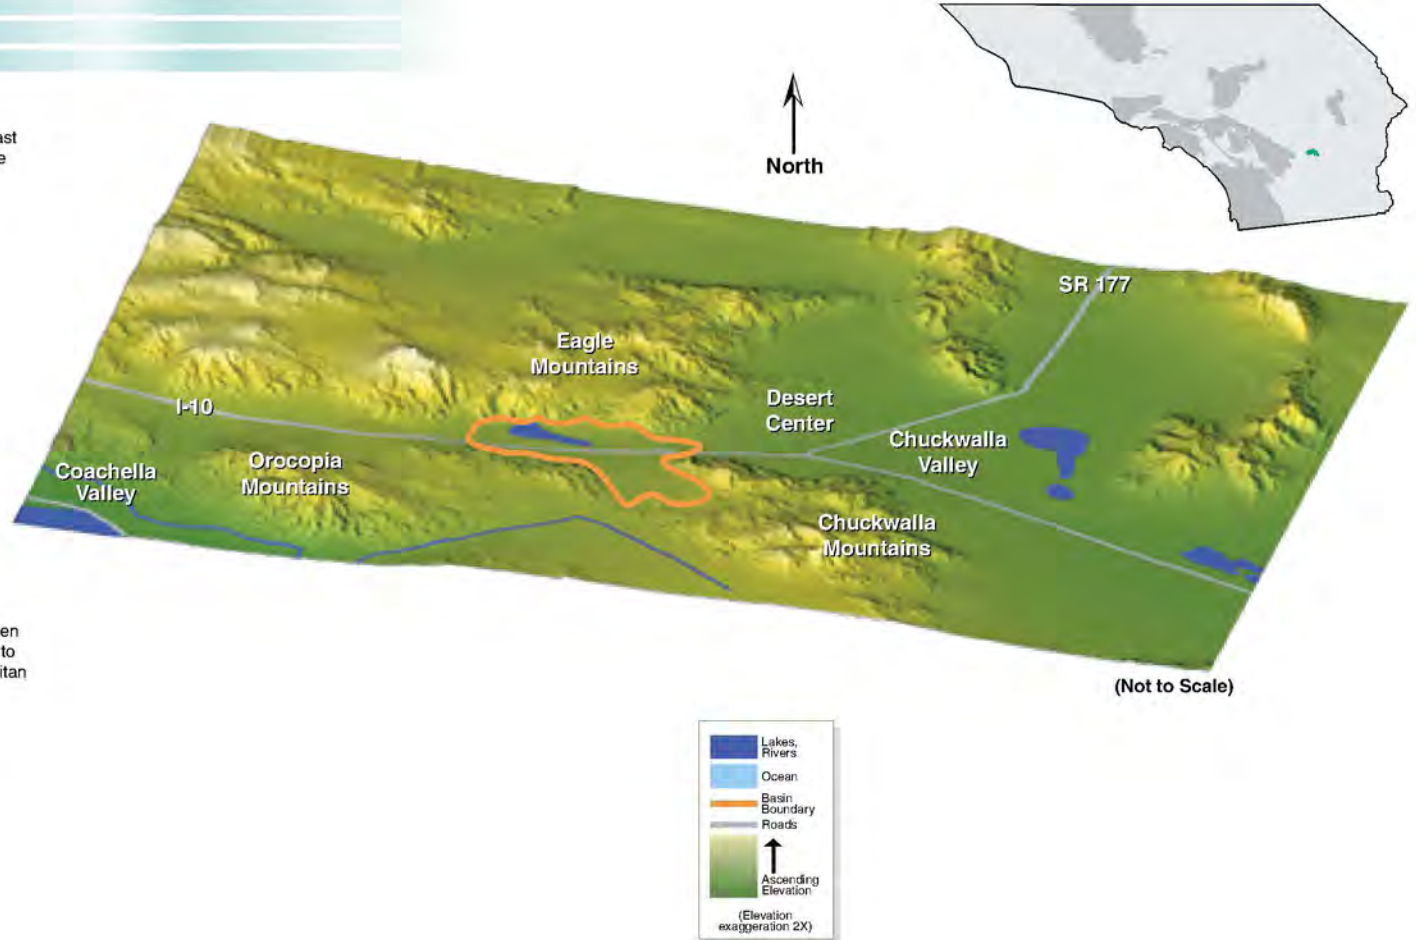 North
SR 177
Eagle
Mountains
Desert
Center
I-10
Chuckwalla
Valley
Orocopia
Mountains
Coachella
Valley
Chuckwalla
Mountains
to
(Not to Scale)
Lakes,
Rivers
Ocean
Basin
Boundary
Roads
Ascending
Elevation
(Elevation
exaggeration 2X)